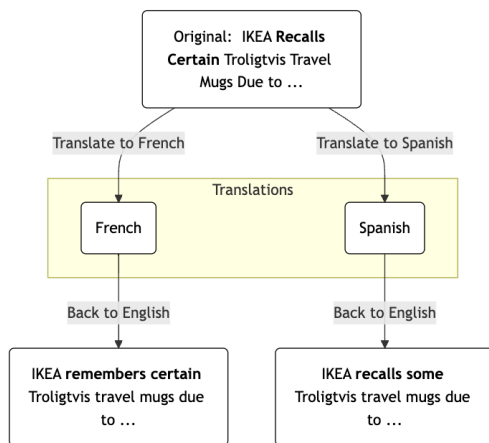 Original:  IKEA Recalls
Certain Troligtvis Travel
Mugs Due to ...
Translate to French
Translate to Spanish
Translations
French
Spanish
Back to English
Back to English
IKEA remembers certain
Troligtvis travel mugs due
to ...
IKEA recalls some
Troligtvis travel mugs due
to ...